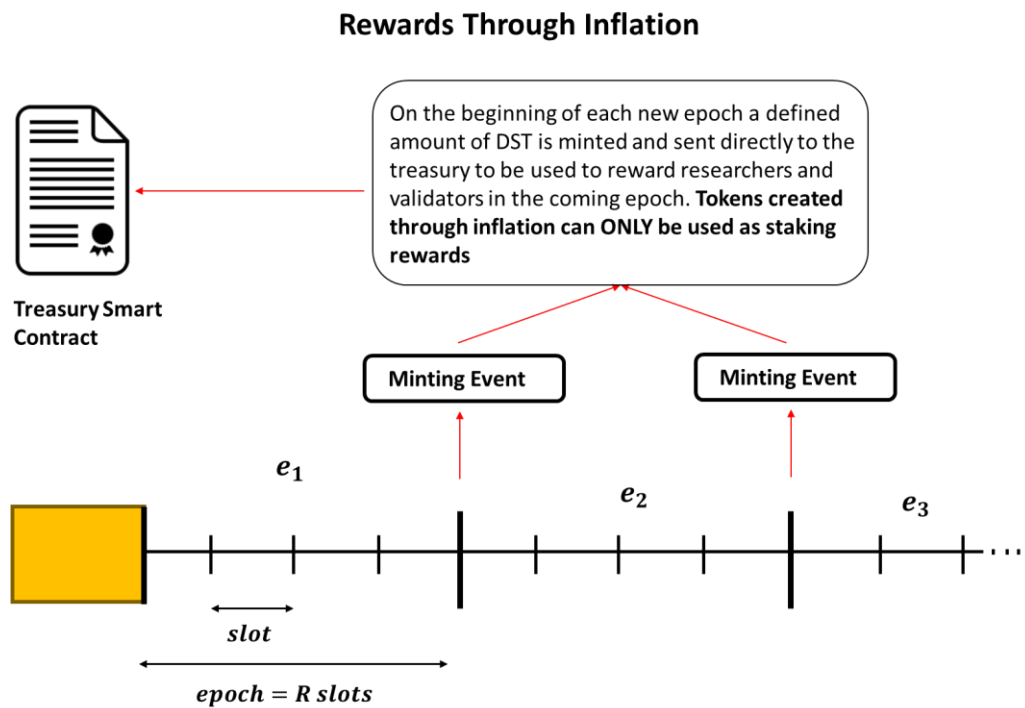 Rewards Through Inflation
On the beginning of each new epoch a defined
amount of DST is minted and sent directly to the
treasury to be used to reward researchers and
validators in the coming epoch. Tokens created
through inflation can ONLY be used as staking
rewards
Treasury Smart
Contract
Minting Event
Minting Event
e₁
e₂
e₃
slot
epoch = R slots